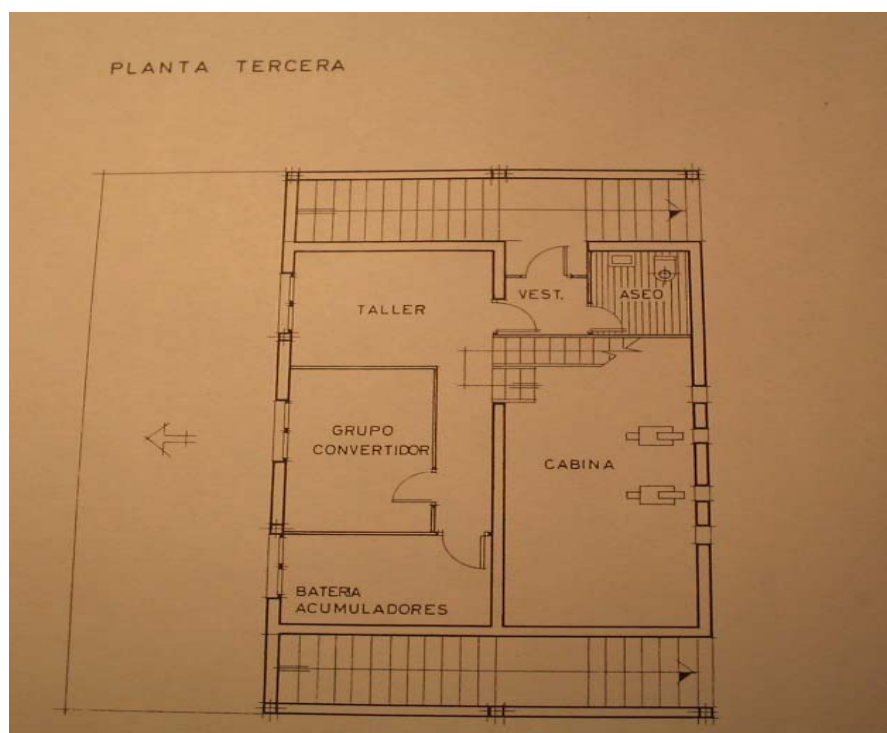 PLANTA TERCERA
TALLER
VEST.
ASEO
GRUPO
CONVERTIDOR
CABINA
BATERIA
ACUMULADORES